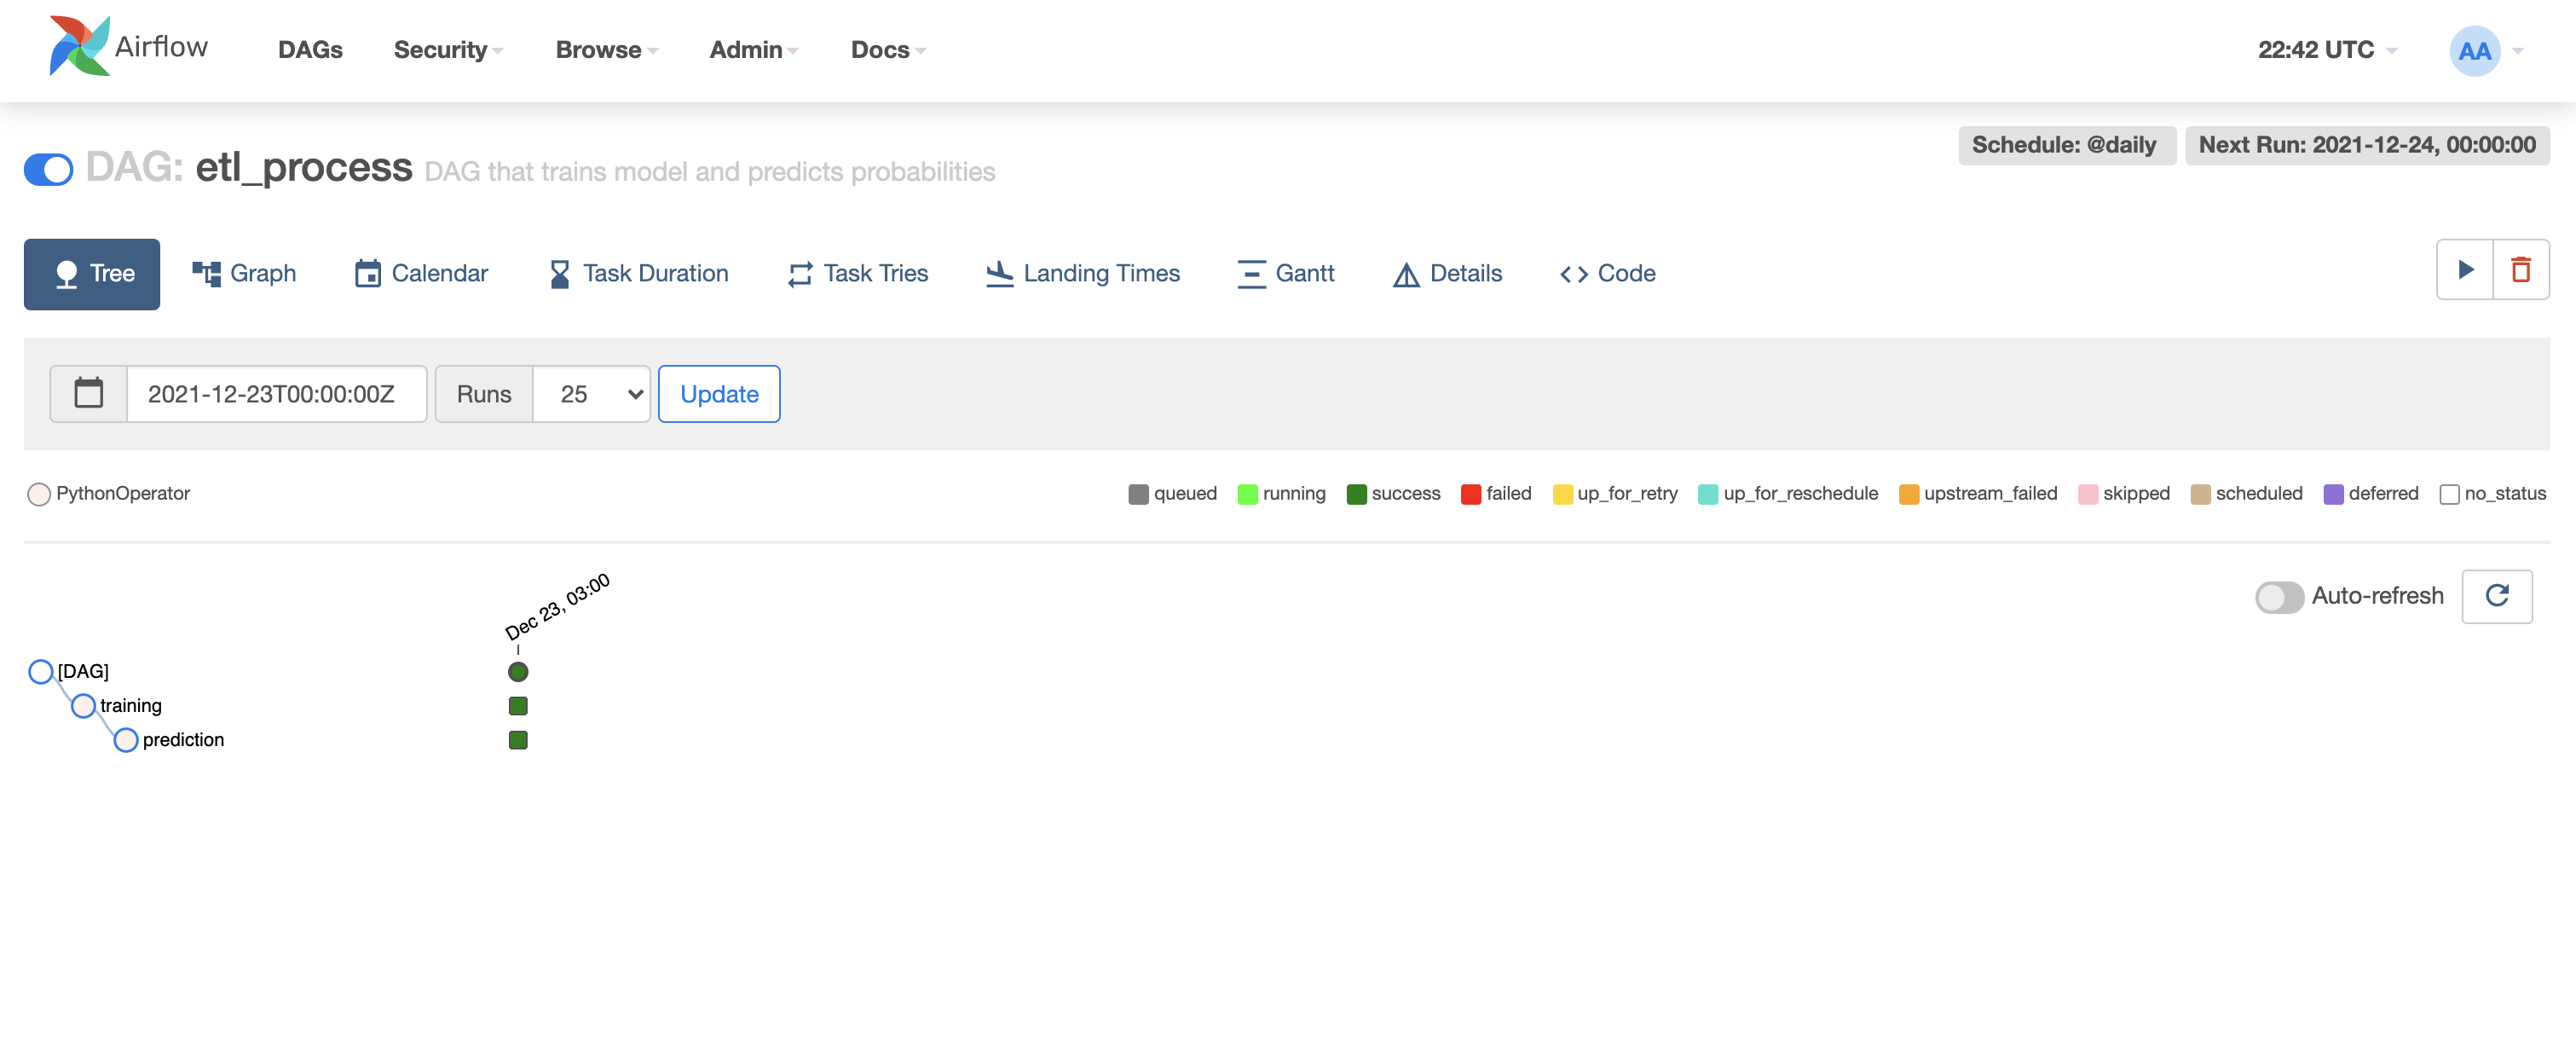 Airflow DAGs Security Browse Admin Docs 22:42 UTC AA
Schedule: @daily Next Run: 2021-12-24, 00:00:00
DAG: etl_process DAG that trains model and predicts probabilities
Tree Graph Calendar Task Duration Task Tries Landing Times Gantt Details Code
2021-12-23T00:00:00Z Runs 25 Update
PythonOperator queued running success failed up_for_retry up_for_reschedule upstream_failed skipped scheduled deferred no_status
Dec 23, 03:00
Auto-refresh
[DAG]
training
prediction